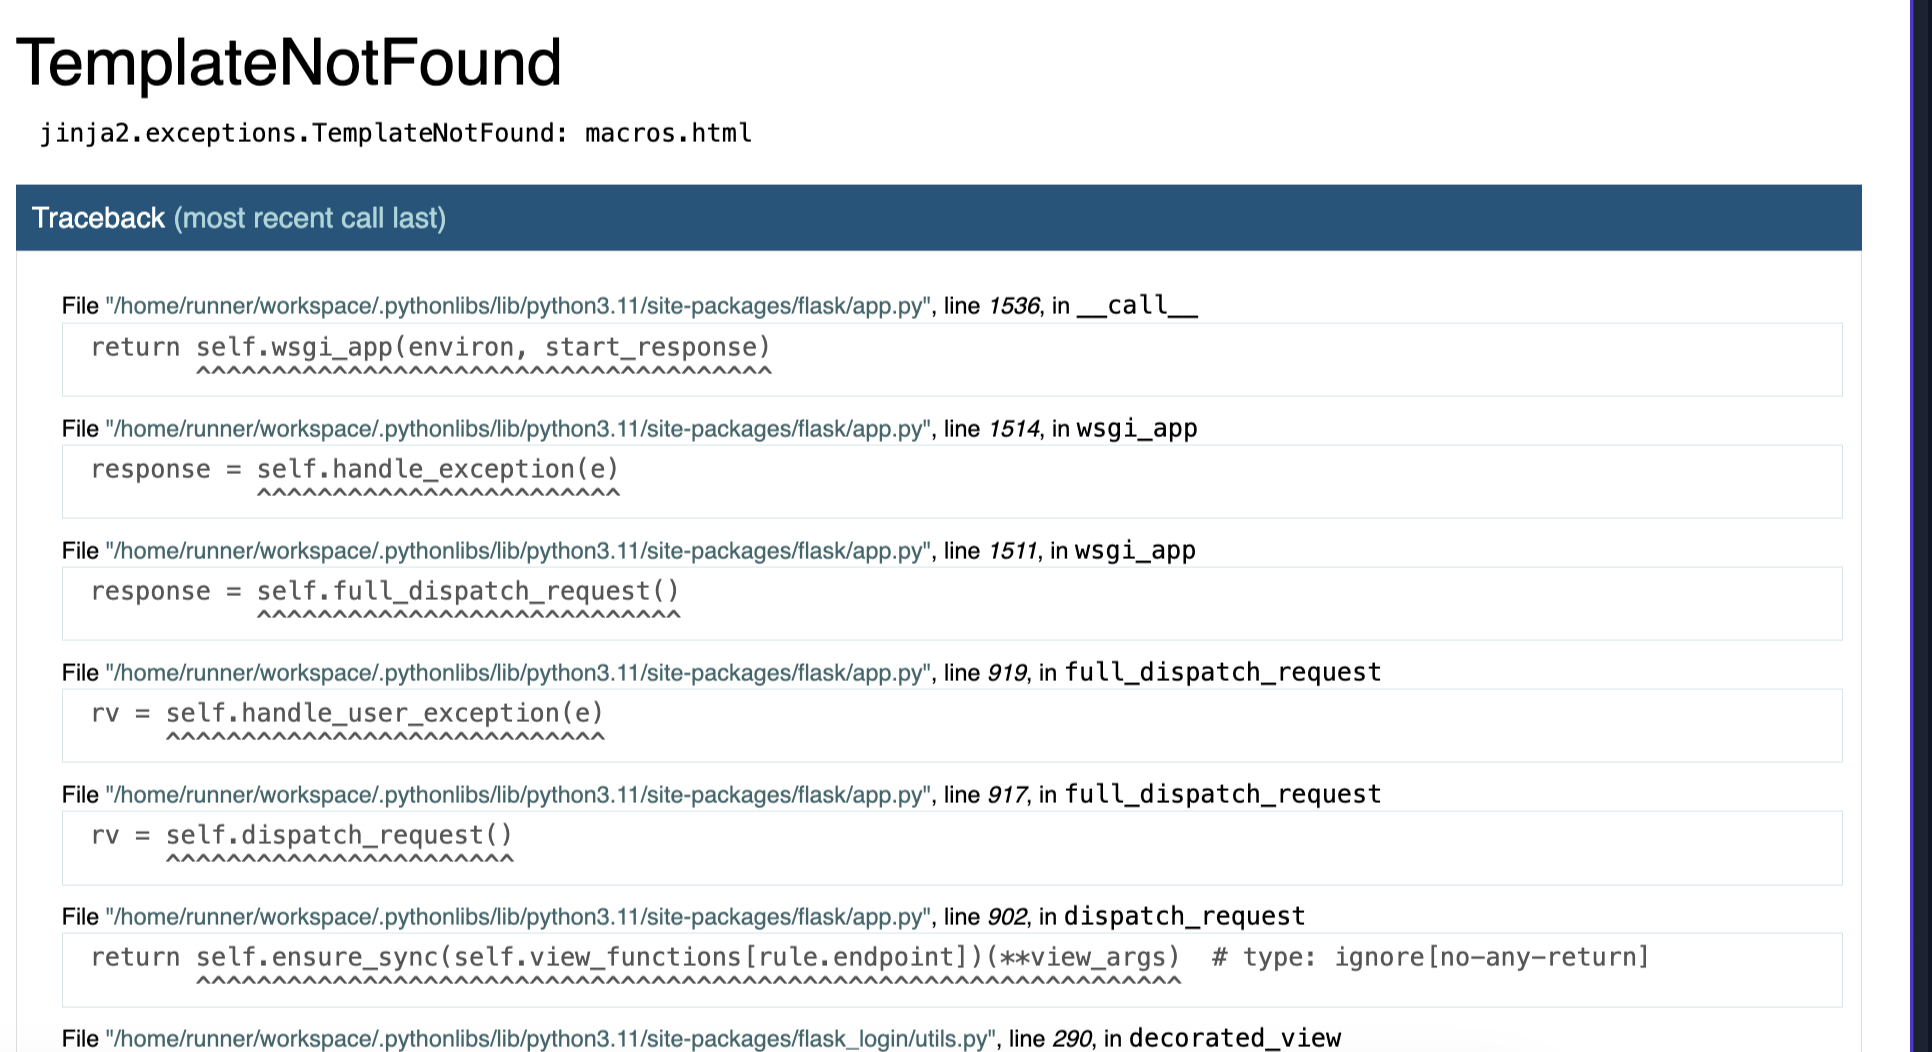 TemplateNotFound
jinja2.exceptions.TemplateNotFound: macros.html
Traceback (most recent call last)
File "/home/runner/workspace/.pythonlibs/lib/python3.11/site-packages/flask/app.py", line 1536, in __call__
return self.wsgi_app(environ, start_response)
^^^^^^^^^^^^^^^^^^^^^^^^^^^^^^^^^^^^^^
File "/home/runner/workspace/.pythonlibs/lib/python3.11/site-packages/flask/app.py", line 1514, in wsgi_app
response = self.handle_exception(e)
^^^^^^^^^^^^^^^^^^^^^^^^
File "/home/runner/workspace/.pythonlibs/lib/python3.11/site-packages/flask/app.py", line 1511, in wsgi_app
response = self.full_dispatch_request()
^^^^^^^^^^^^^^^^^^^^^^^^^^^^
File "/home/runner/workspace/.pythonlibs/lib/python3.11/site-packages/flask/app.py", line 919, in full_dispatch_request
rv = self.handle_user_exception(e)
^^^^^^^^^^^^^^^^^^^^^^^^^^^^^
File "/home/runner/workspace/.pythonlibs/lib/python3.11/site-packages/flask/app.py", line 917, in full_dispatch_request
rv = self.dispatch_request()
^^^^^^^^^^^^^^^^^^^^^^^
File "/home/runner/workspace/.pythonlibs/lib/python3.11/site-packages/flask/app.py", line 902, in dispatch_request
return self.ensure_sync(self.view_functions[rule.endpoint])(**view_args)  # type: ignore[no-any-return]
^^^^^^^^^^^^^^^^^^^^^^^^^^^^^^^^^^^^^^^^^^^^^^^^^^^^^^^^^^^^^^^^^
File "/home/runner/workspace/.pythonlibs/lib/python3.11/site-packages/flask_login/utils.py", line 290, in decorated_view